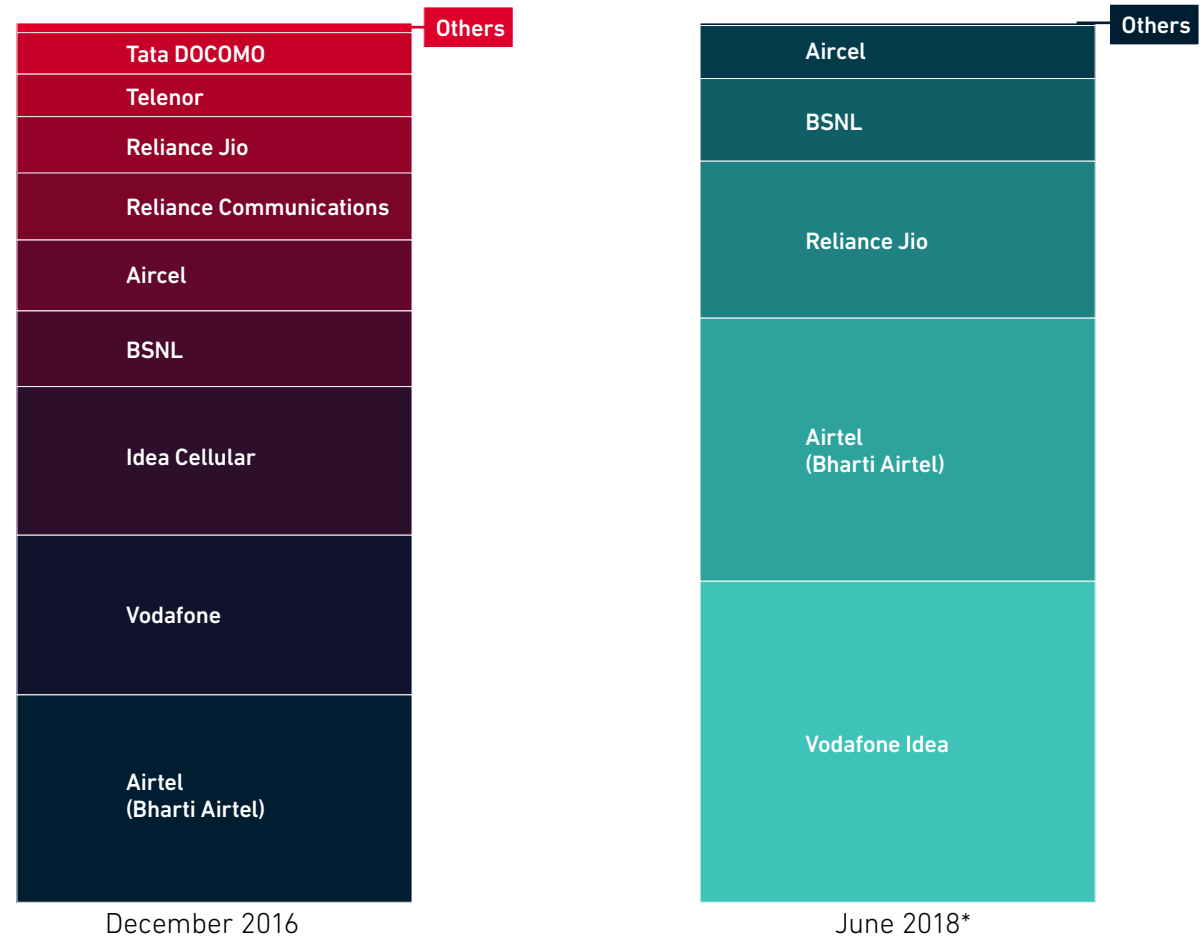 Others
Tata DOCOMO
Telenor
Reliance Jio
Reliance Communications
Aircel
BSNL
Idea Cellular
Vodafone
Airtel
(Bharti Airtel)
December 2016
Others
Aircel
BSNL
Reliance Jio
Airtel
(Bharti Airtel)
Vodafone Idea
June 2018*